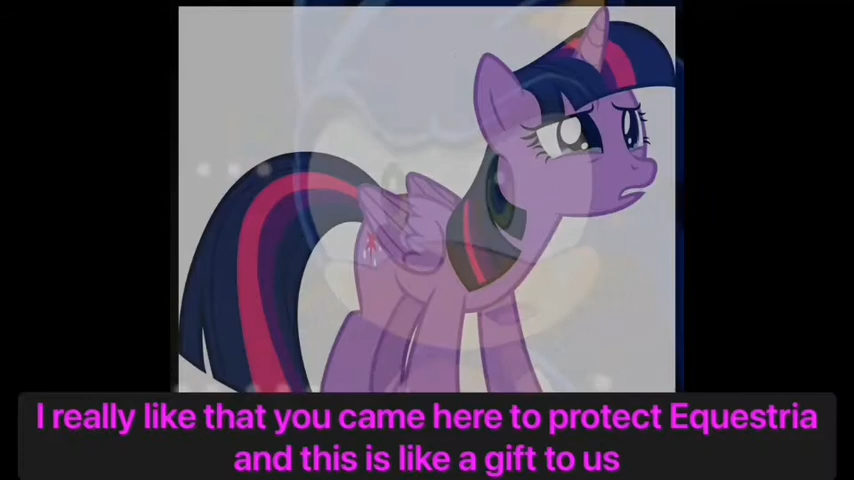 I really like that you came here to protect Equestria
and this is like a gift to us